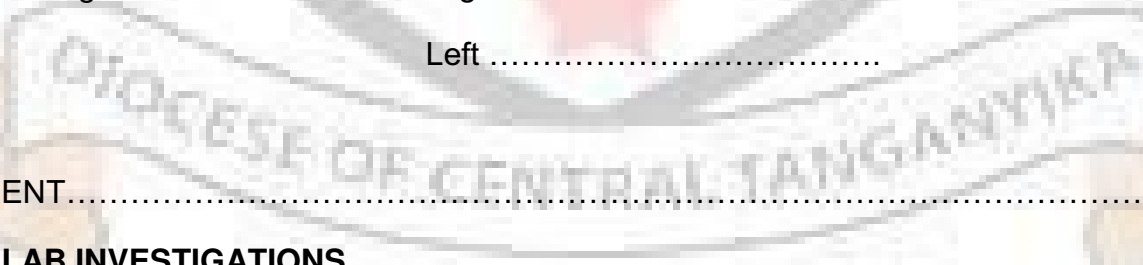 Left ……………………………….
DIOCESE OF CENTRAL TANGANYIKA
ENT………………………………………………………………………………………
LAB INVESTIGATIONS